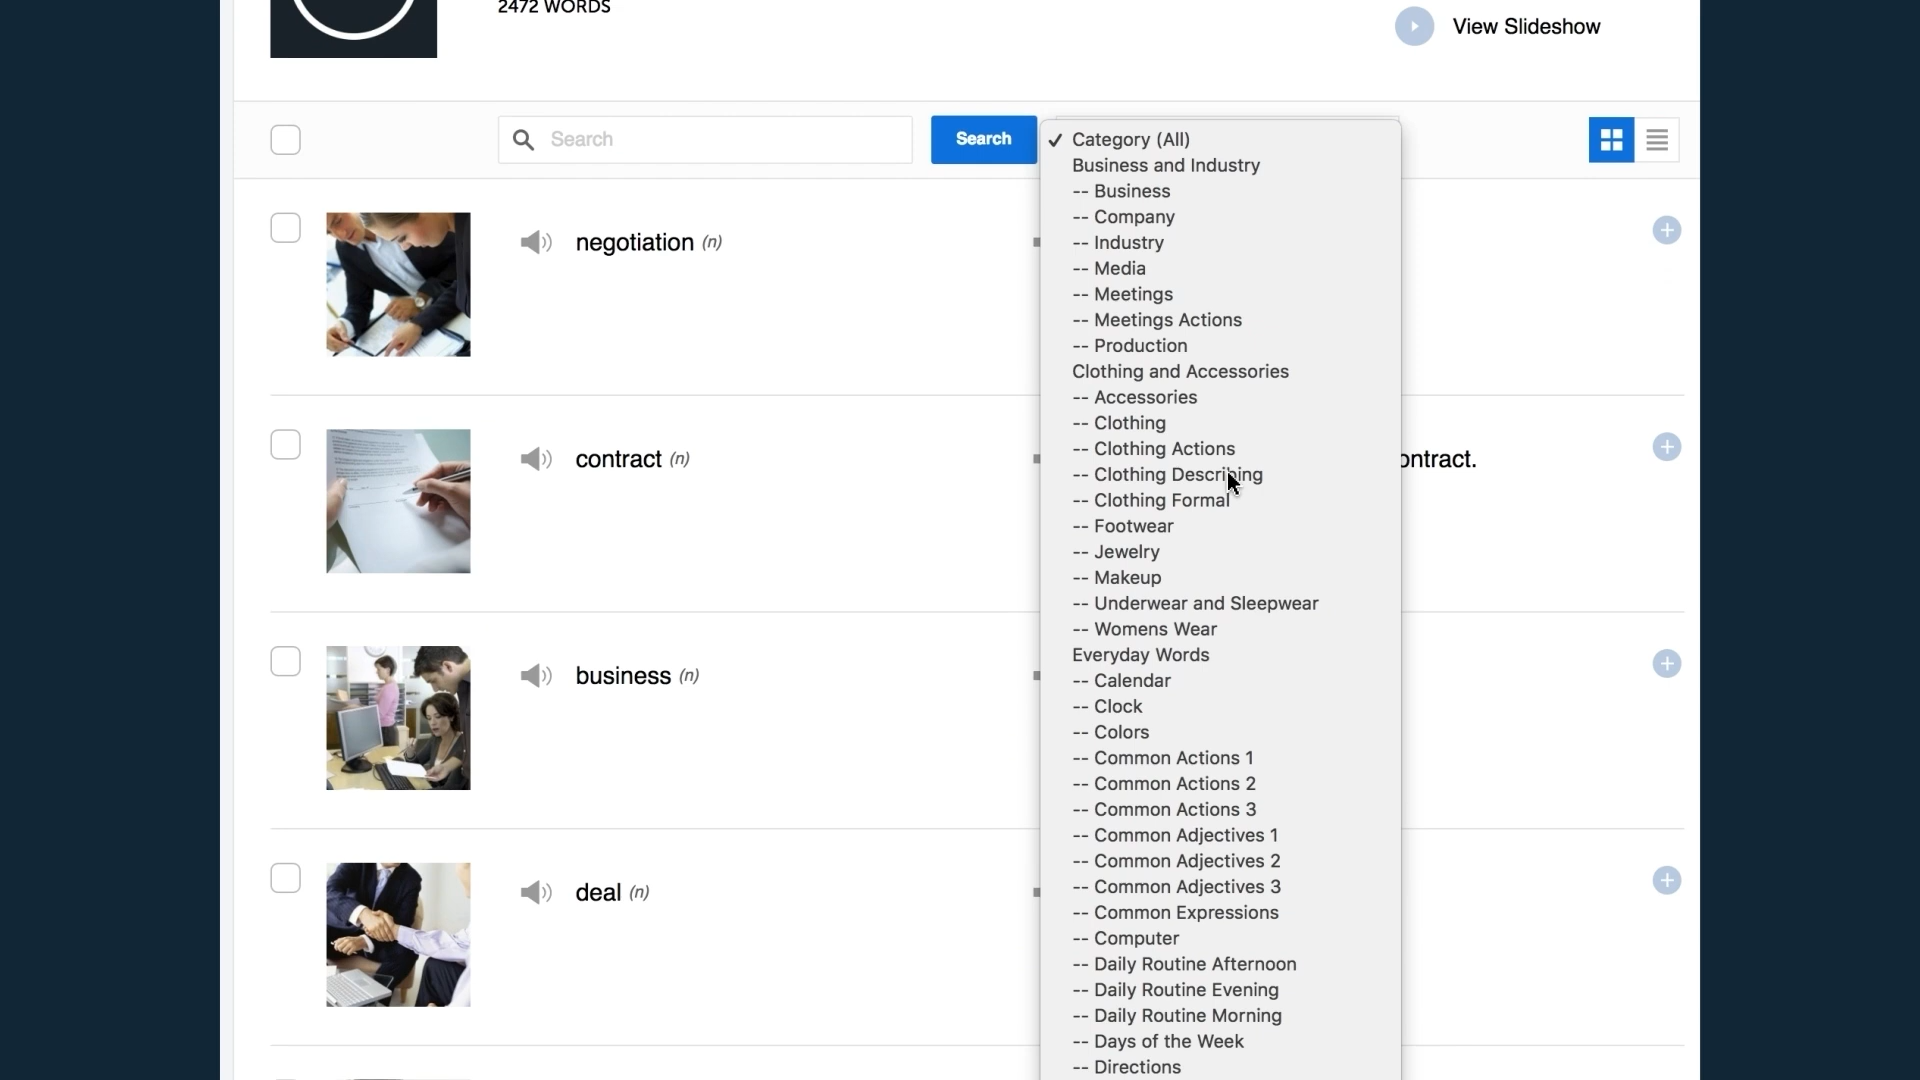 2472 WORDS
View Slideshow
Search
Search
✓ Category (All)
Business and Industry
-- Business
-- Company
-- Industry
-- Media
-- Meetings
-- Meetings Actions
-- Production
Clothing and Accessories
-- Accessories
-- Clothing
-- Clothing Actions
-- Clothing Describing
-- Clothing Formal
-- Footwear
-- Jewelry
-- Makeup
-- Underwear and Sleepwear
-- Womens Wear
Everyday Words
-- Calendar
-- Clock
-- Colors
-- Common Actions 1
-- Common Actions 2
-- Common Actions 3
-- Common Adjectives 1
-- Common Adjectives 2
-- Common Adjectives 3
-- Common Expressions
-- Computer
-- Daily Routine Afternoon
-- Daily Routine Evening
-- Daily Routine Morning
-- Days of the Week
-- Directions
negotiation (n)
contract (n)
ontract.
business (n)
deal (n)